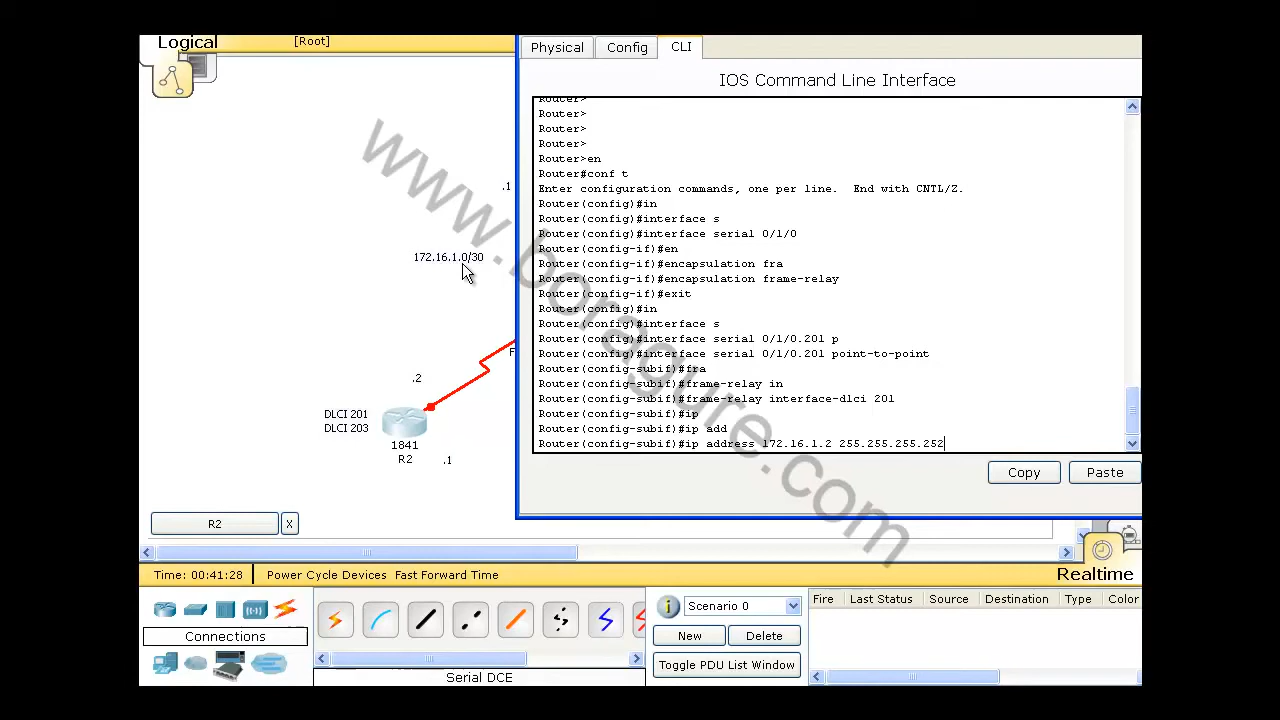 Logical
[Root]
.1
172.16.1.0/30
.2
DLCI 201
DLCI 203
1841
R2
.1
R2
X
Physical
Config
CLI
IOS Command Line Interface
Router>
Router>
Router>
Router>
Router>en
Router#conf t
Enter configuration commands, one per line.  End with CNTL/Z.
Router(config)#in
Router(config)#interface s
Router(config)#interface serial 0/1/0
Router(config-if)#en
Router(config-if)#encapsulation fra
Router(config-if)#encapsulation frame-relay
Router(config-if)#exit
Router(config)#in
Router(config)#interface s
Router(config)#interface serial 0/1/0.201 p
Router(config)#interface serial 0/1/0.201 point-to-point
Router(config-subif)#fra
Router(config-subif)#frame-relay in
Router(config-subif)#frame-relay interface-dlci 201
Router(config-subif)#ip
Router(config-subif)#ip add
Router(config-subif)#ip address 172.16.1.2 255.255.255.252
Copy
Paste
www.boragure.com
Time: 00:41:28
Power Cycle Devices Fast Forward Time
Realtime
Connections
Serial DCE
i
Scenario 0
New
Delete
Toggle PDU List Window
Fire
Last Status
Source
Destination
Type
Color